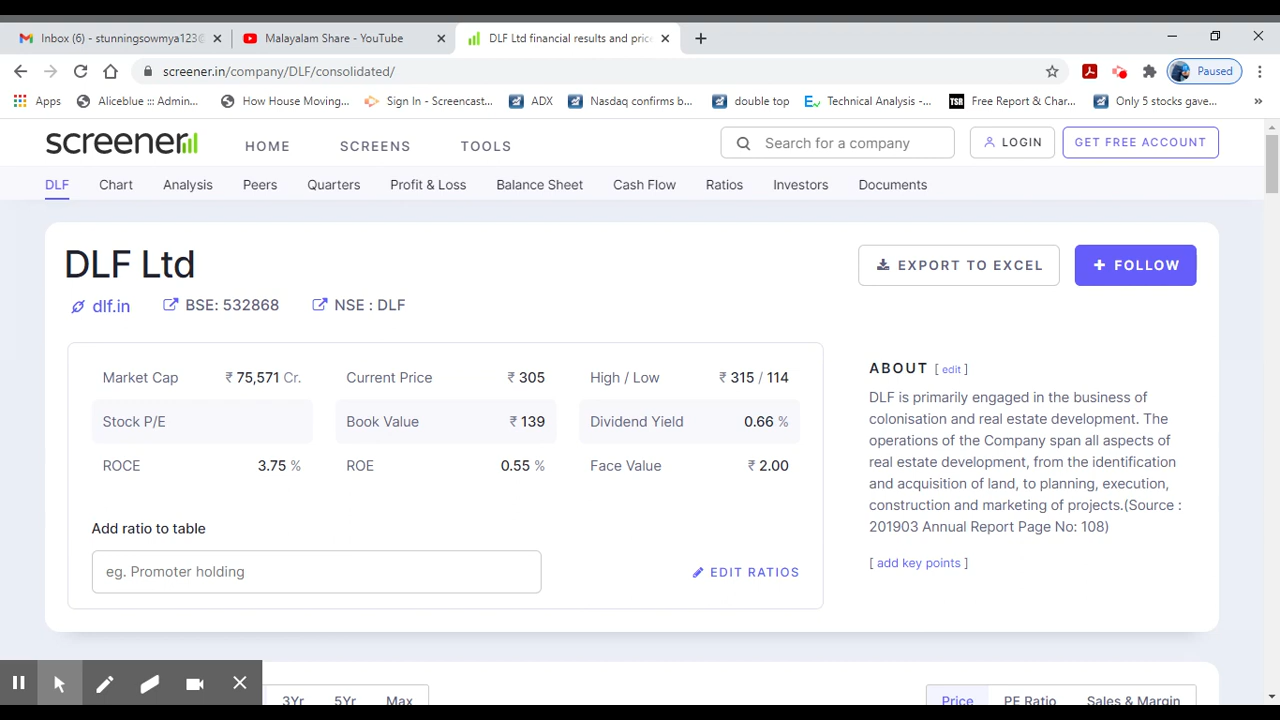 Inbox (6) - stunningsowmya123@
Malayalam Share - YouTube
DLF Ltd financial results and price
screener.in/company/DLF/consolidated/
Paused
Apps
Aliceblue ::: Admin...
How House Moving...
Sign In - Screencast...
ADX
Nasdaq confirms b...
double top
Technical Analysis -...
TSR
Free Report & Char...
Only 5 stocks gave...
»
screener
HOME
SCREENS
TOOLS
Search for a company
LOGIN
GET FREE ACCOUNT
DLF
Chart
Analysis
Peers
Quarters
Profit & Loss
Balance Sheet
Cash Flow
Ratios
Investors
Documents
DLF Ltd
EXPORT TO EXCEL
+ FOLLOW
dlf.in
BSE: 532868
NSE : DLF
Market Cap ₹ 75,571 Cr.
Current Price ₹ 305
High / Low ₹ 315 / 114
Stock P/E
Book Value ₹ 139
Dividend Yield 0.66 %
ROCE 3.75 %
ROE 0.55 %
Face Value ₹ 2.00
Add ratio to table
eg. Promoter holding
EDIT RATIOS
ABOUT [ edit ]
DLF is primarily engaged in the business of
colonisation and real estate development. The
operations of the Company span all aspects of
real estate development, from the identification
and acquisition of land, to planning, execution,
construction and marketing of projects.(Source :
201903 Annual Report Page No: 108)
[ add key points ]
3Yr
5Yr
Max
Price
PE Ratio
Sales & Margin